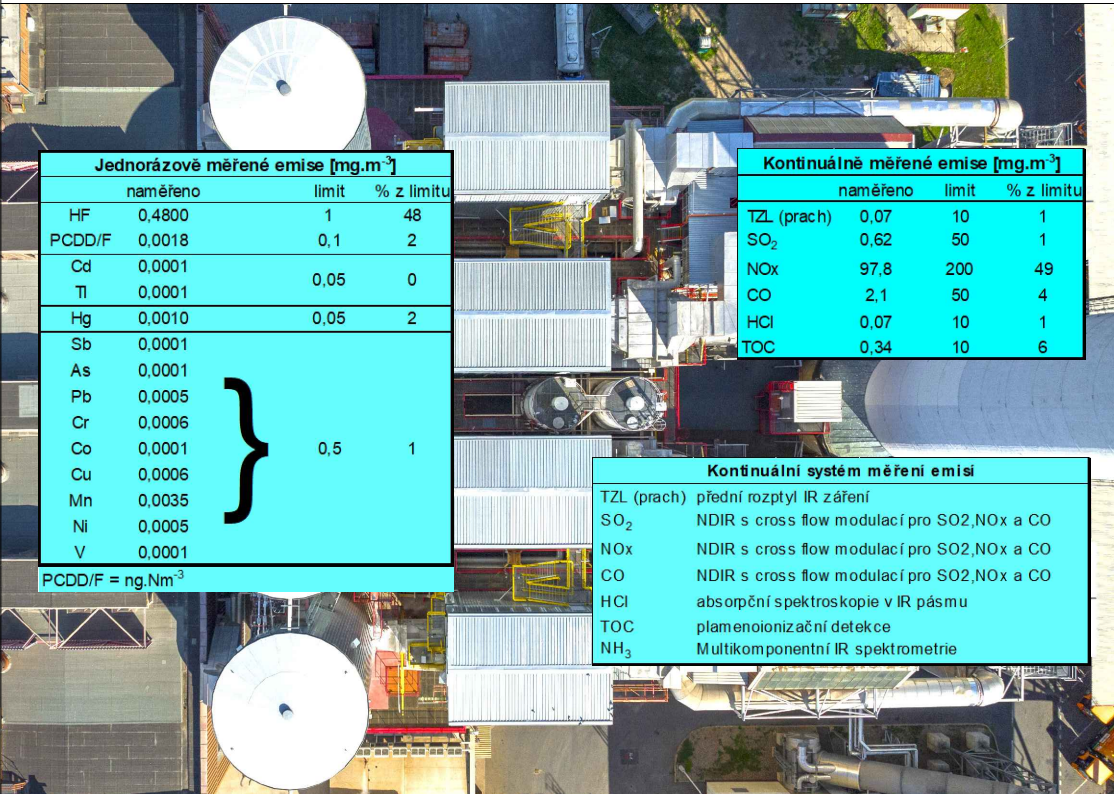 Jednorázově měřené emise [mg.m-3]
naměřeno limit % z limitu
HF 0,4800 1 48
PCDD/F 0,0018 0,1 2
Cd 0,0001
0,05 0
Tl 0,0001
Hg 0,0010 0,05 2
Sb 0,0001
As 0,0001
Pb 0,0005
Cr 0,0006
Co 0,0001 0,5 1
Cu 0,0006
Mn 0,0035
Ni 0,0005
V 0,0001
PCDD/F = ng.Nm-3
Kontinuálně měřené emise [mg.m-3]
naměřeno limit % z limitu
TZL (prach) 0,07 10 1
SO2 0,62 50 1
NOx 97,8 200 49
CO 2,1 50 4
HCl 0,07 10 1
TOC 0,34 10 6
Kontinuální systém měření emisí
TZL (prach) přední rozptyl IR záření
SO2 NDIR s cross flow modulací pro SO2,NOx a CO
NOx NDIR s cross flow modulací pro SO2,NOx a CO
CO NDIR s cross flow modulací pro SO2,NOx a CO
HCl absorpční spektroskopie v IR pásmu
TOC plamenoionizační detekce
NH3 Multikomponentní IR spektrometrie